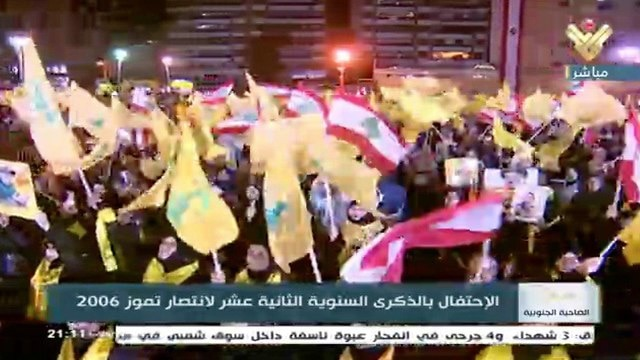 مباشر
الإحتفال بالذكرى السنوية الثانية عشر لانتصار تموز 2006
الضاحية الجنوبية
21:11 ق: 3 شهداء و4 جرحى في انفجار عبوة ناسفة داخل سوق شعبي في